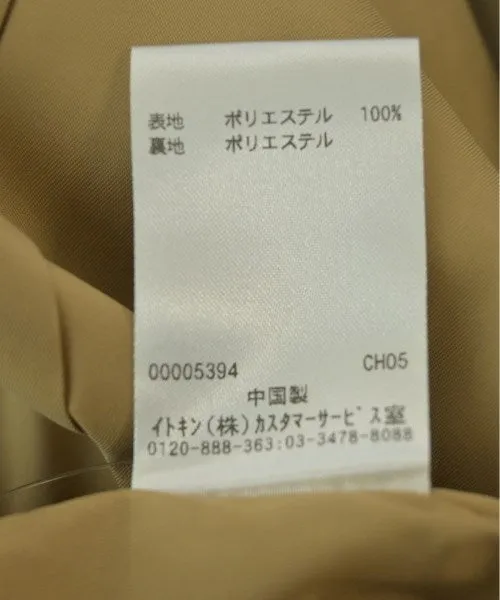 表地 ポリエステル 100%
裏地 ポリエステル
00005394 CH05
中国製
イトキン(株)カスタマーサービス室
0120-888-363:03-3478-8088